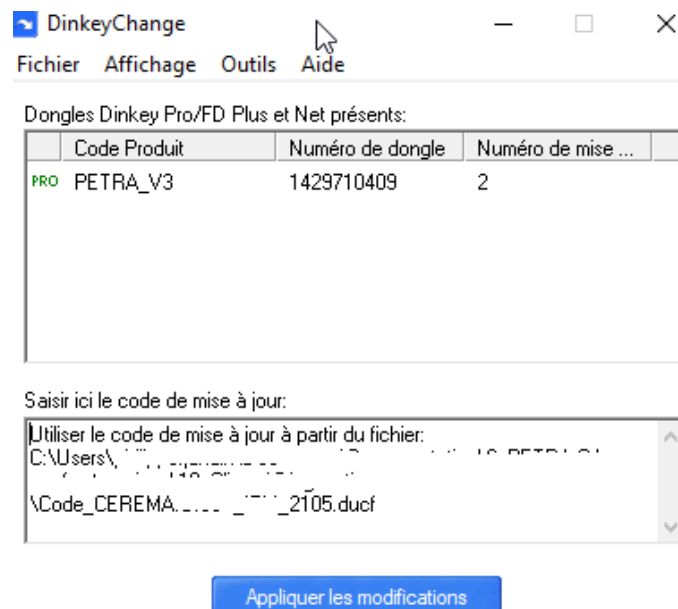 DinkeyChange
Fichier Affichage Outils Aide
Dongles Dinkey Pro/FD Plus et Net présents:
Code Produit Numéro de dongle Numéro de mise ...
PRO PETRA_V3 1429710409 2
Saisir ici le code de mise à jour:
Utiliser le code de mise à jour à partir du fichier:
C:\Users\
\Code_CEREMA. _2105.ducf
Appliquer les modifications